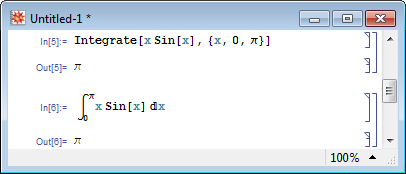 Untitled-1 *
In[5]:= Integrate[x Sin[x], {x, 0, π}]
Out[5]= π
In[6]:= ∫₀^π x Sin[x] ⅆx
Out[6]= π
100%